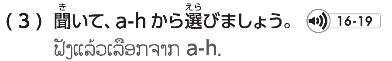 (3) 聞いて、a-h から選びましょう。 16-19
ຟັງແລ້ວເລືອກຈາກ a-h.